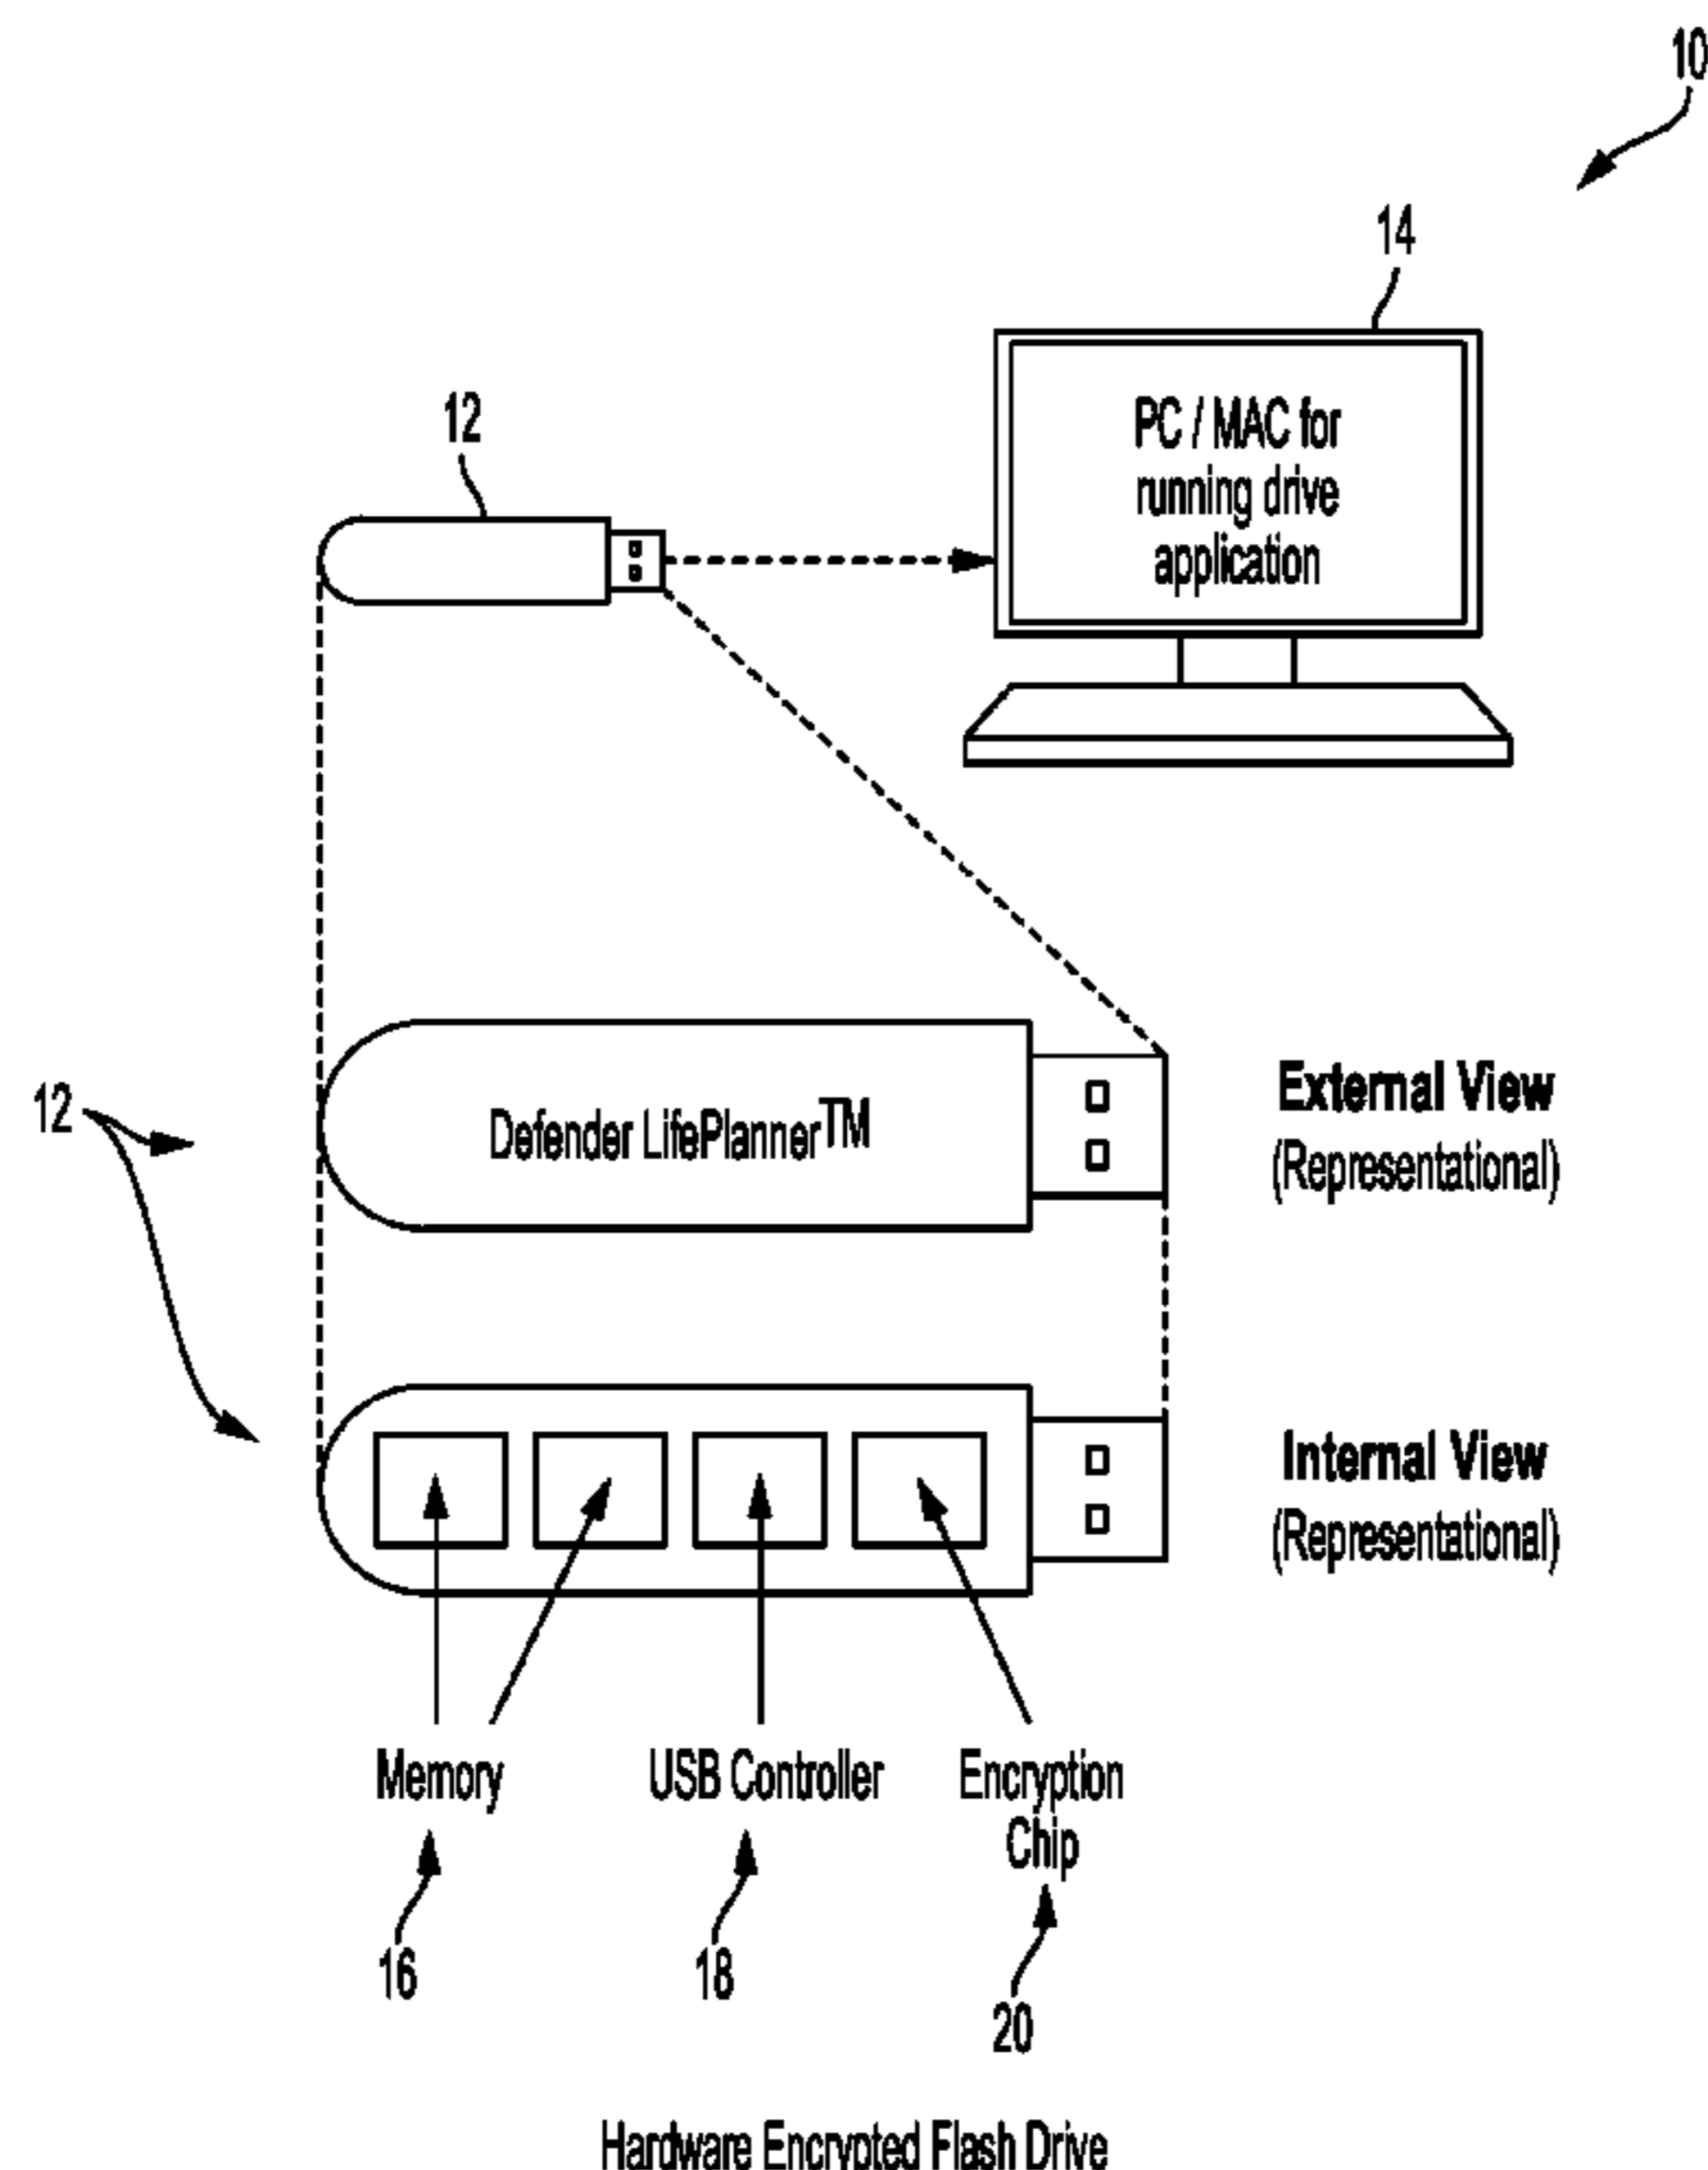 10
14
PC / MAC for
running drive
application
12
12
Defender LifePlanner™
External View
(Representational)
Internal View
(Representational)
Memory
USB Controller
Encryption
Chip
16
18
20
Hardware Encrypted Flash Drive